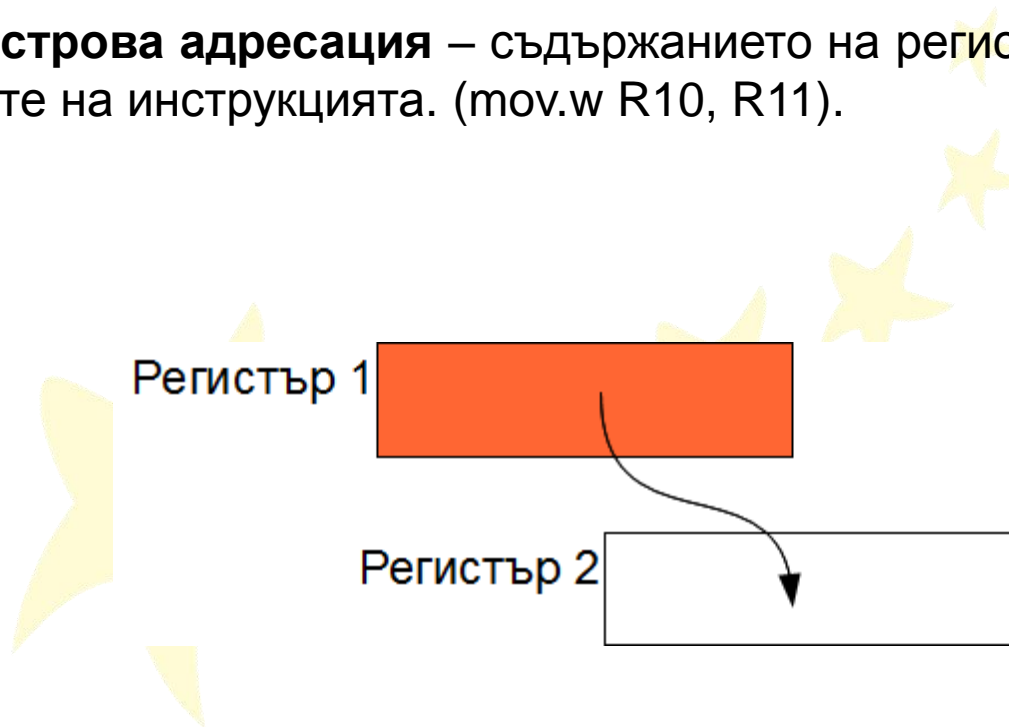 строва адресация – съдържанието на регис
те на инструкцията. (mov.w R10, R11).
Регистър 1
Регистър 2